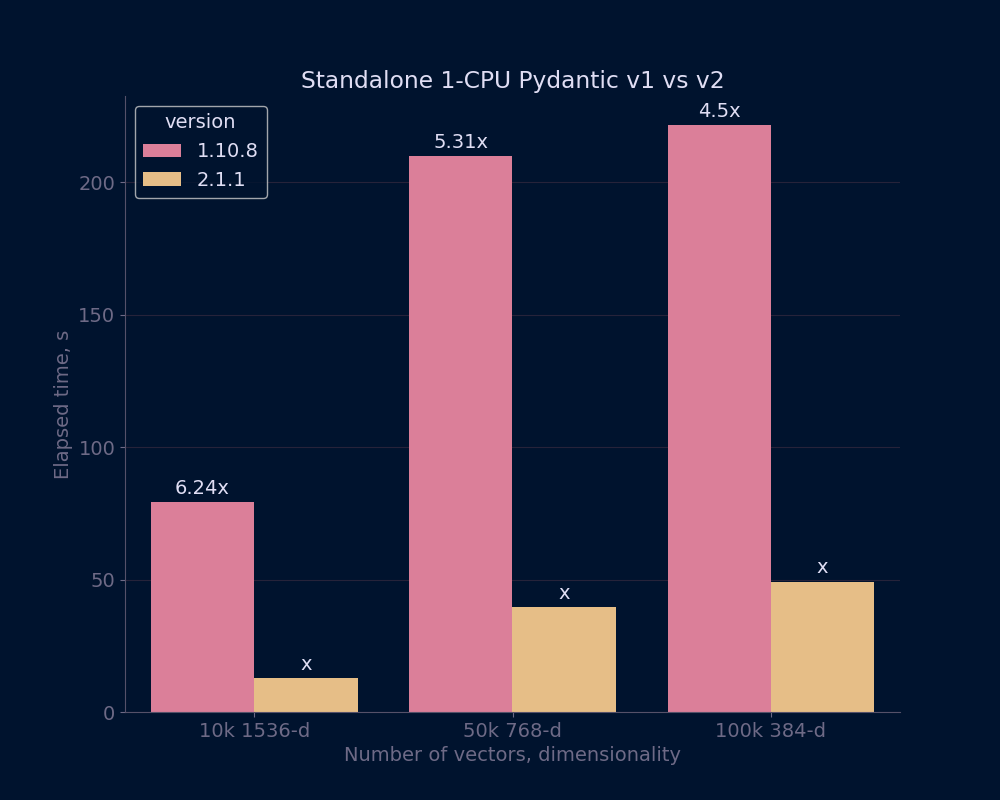 Standalone 1-CPU Pydantic v1 vs v2
version
1.10.8
2.1.1
Elapsed time, s
200
150
100
50
0
6.24x
x
5.31x
x
4.5x
x
10k 1536-d
50k 768-d
100k 384-d
Number of vectors, dimensionality